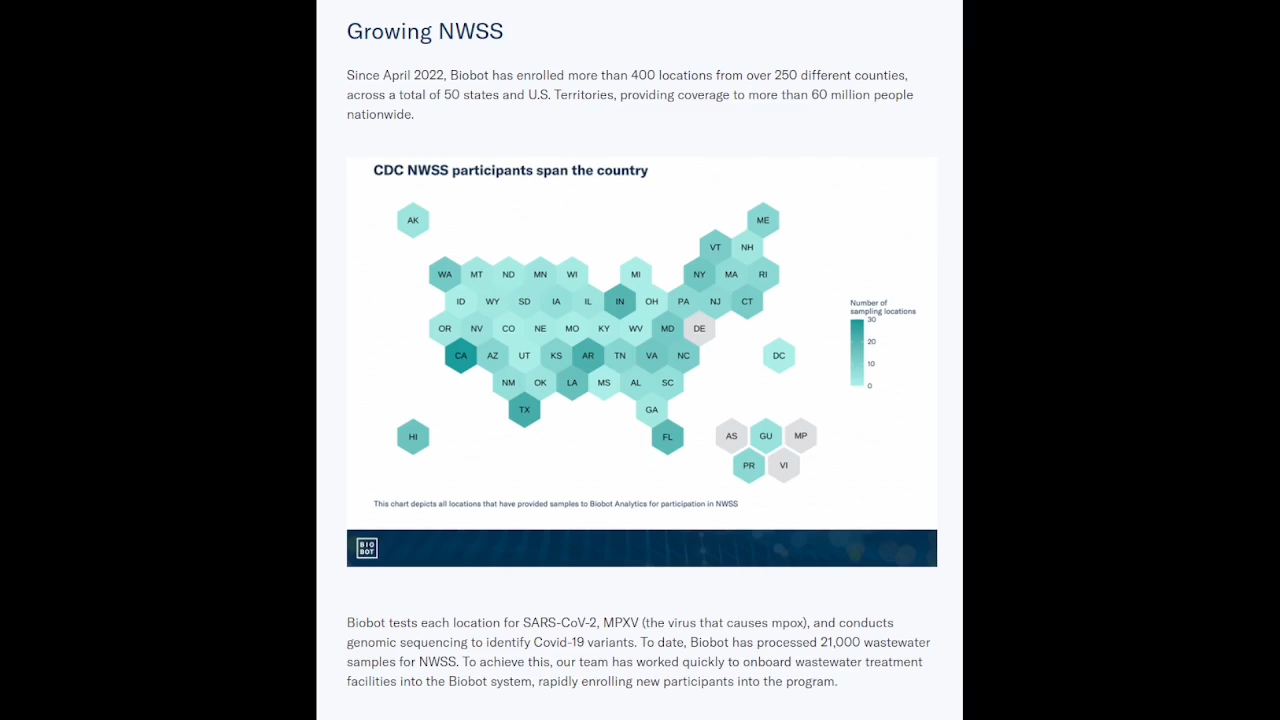 Growing NWSS
Since April 2022, Biobot has enrolled more than 400 locations from over 250 different counties,
across a total of 50 states and U.S. Territories, providing coverage to more than 60 million people
nationwide.
CDC NWSS participants span the country
AK ME
VT NH
WA MT ND MN WI MI NY MA RI
ID WY SD IA IL IN OH PA NJ CT
OR NV CO NE MO KY WV MD DE
CA AZ UT KS AR TN VA NC DC
NM OK LA MS AL SC
TX GA
HI FL AS GU MP
PR VI
Number of
sampling locations
30
20
10
0
This chart depicts all locations that have provided samples to Biobot Analytics for participation in NWSS
BIO
BOT
Biobot tests each location for SARS-CoV-2, MPXV (the virus that causes mpox), and conducts
genomic sequencing to identify Covid-19 variants. To date, Biobot has processed 21,000 wastewater
samples for NWSS. To achieve this, our team has worked quickly to onboard wastewater treatment
facilities into the Biobot system, rapidly enrolling new participants into the program.